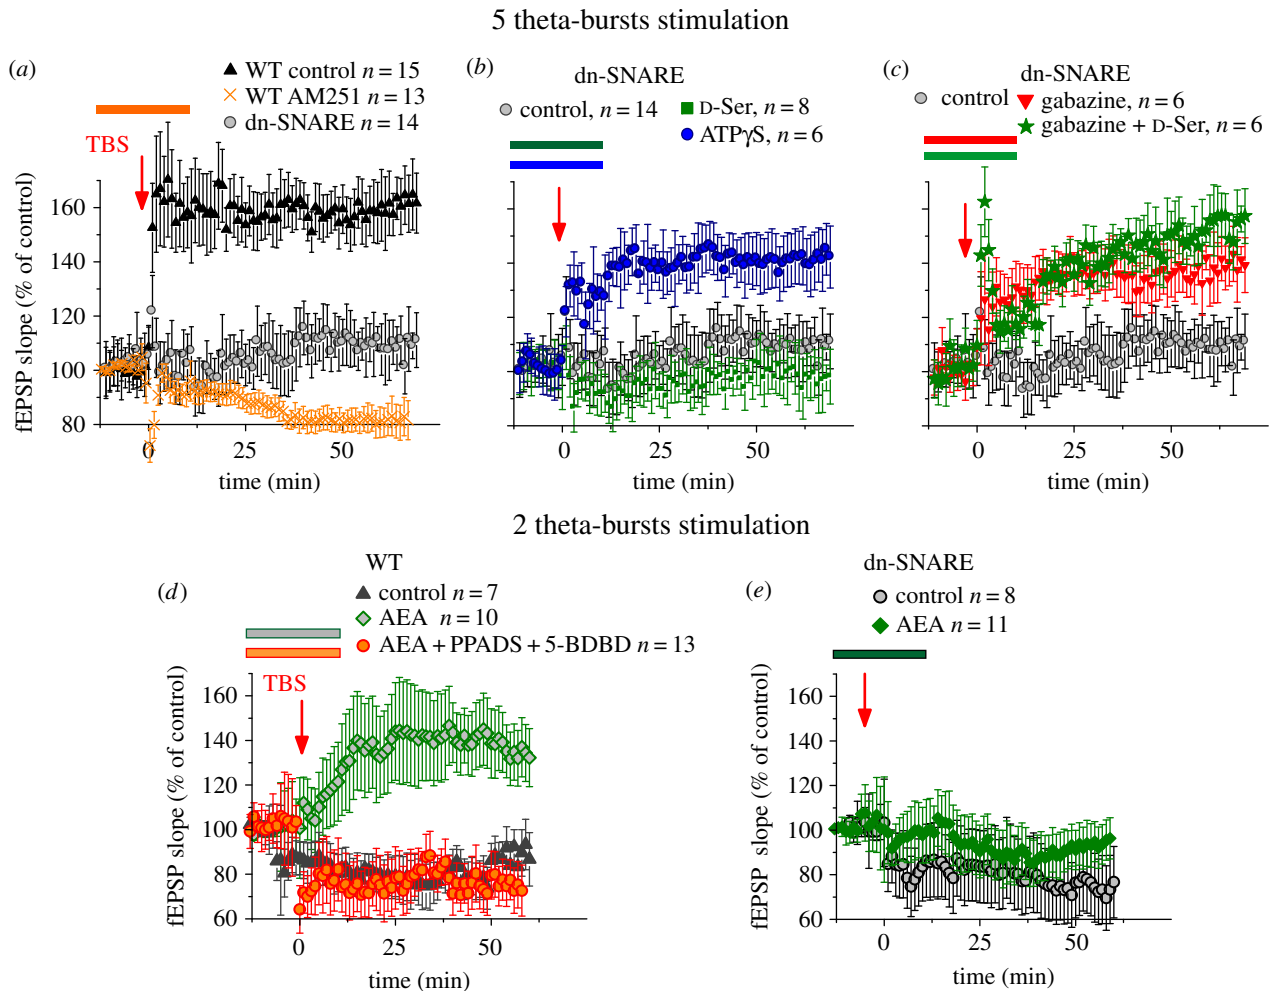 5 theta-bursts stimulation
(a)
WT control n = 15
WT AM251 n = 13
dn-SNARE n = 14
TBS
fEPSP slope (% of control)
160
140
120
100
80
0
25
50
time (min)
(b)
dn-SNARE
control, n = 14
D-Ser, n = 8
ATPγS, n = 6
0
25
50
time (min)
(c)
dn-SNARE
control
gabazine, n = 6
gabazine + D-Ser, n = 6
0
25
50
time (min)
2 theta-bursts stimulation
(d)
WT
control n = 7
AEA n = 10
AEA + PPADS + 5-BDBD n = 13
TBS
fEPSP slope (% of control)
160
140
120
100
80
60
0
25
50
time (min)
(e)
dn-SNARE
control n = 8
AEA n = 11
fEPSP slope (% of control)
160
140
120
100
80
60
0
25
50
time (min)